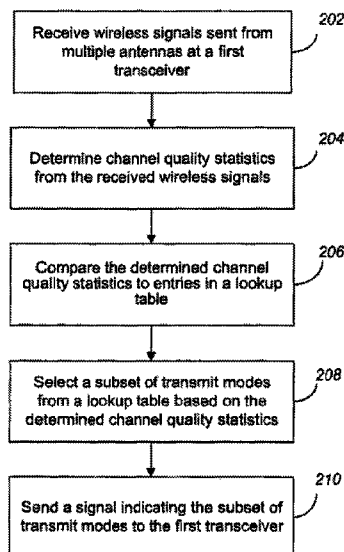 202
Receive wireless signals sent from
multiple antennas at a first
transceiver
204
Determine channel quality statistics
from the received wireless signals
206
Compare the determined channel
quality statistics to entries in a lookup
table
208
Select a subset of transmit modes
from a lookup table based on the
determined channel quality statistics
210
Send a signal indicating the subset of
transmit modes to the first transceiver